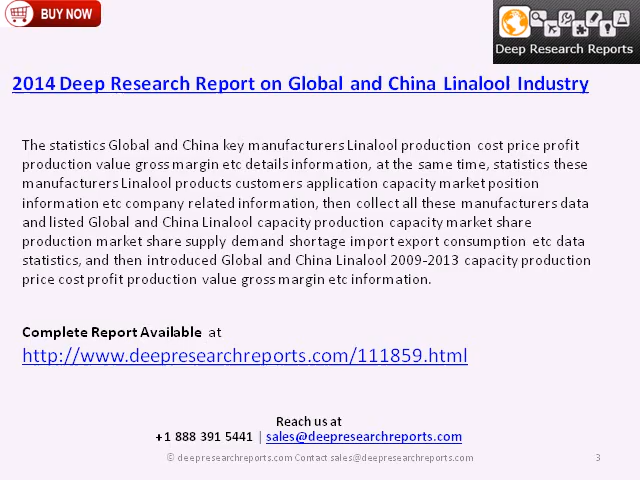 BUY NOW
Deep Research Reports
2014 Deep Research Report on Global and China Linalool Industry
The statistics Global and China key manufacturers Linalool production cost price profit
production value gross margin etc details information, at the same time, statistics these
manufacturers Linalool products customers application capacity market position
information etc company related information, then collect all these manufacturers data
and listed Global and China Linalool capacity production capacity market share
production market share supply demand shortage import export consumption etc data
statistics, and then introduced Global and China Linalool 2009-2013 capacity production
price cost profit production value gross margin etc information.
Complete Report Available at
http://www.deepresearchreports.com/111859.html
Reach us at
+1 888 391 5441 | sales@deepresearchreports.com
© deepresearchreports.com Contact sales@deepresearchreports.com
3